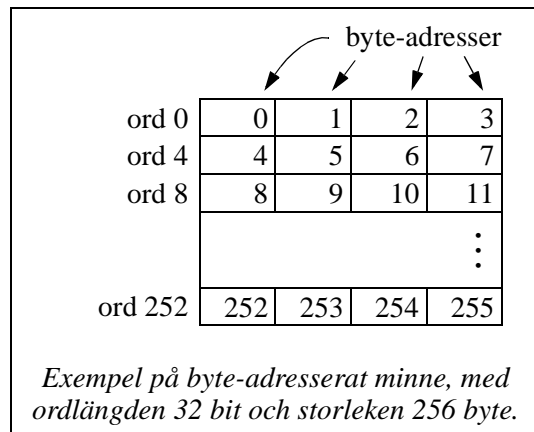 byte-adresser
ord 0 0 1 2 3
ord 4 4 5 6 7
ord 8 8 9 10 11
ord 252 252 253 254 255
Exempel på byte-adresserat minne, med
ordlängden 32 bit och storleken 256 byte.